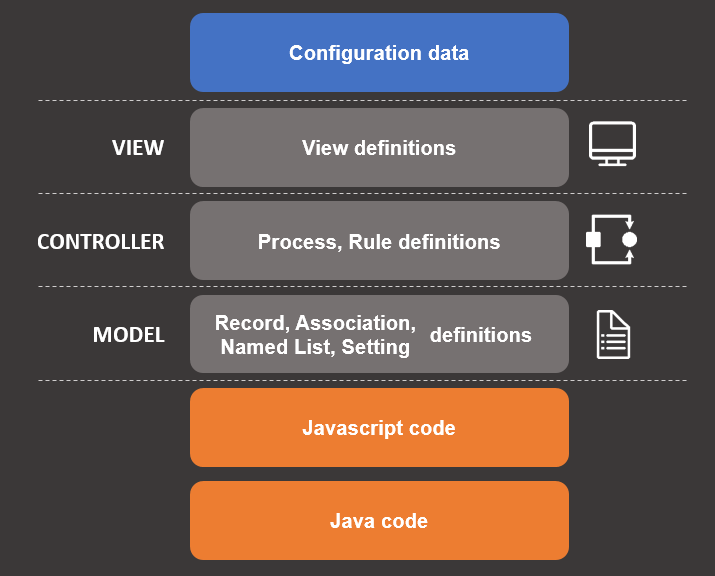 Configuration data
VIEW
View definitions
CONTROLLER
Process, Rule definitions
MODEL
Record, Association,
Named List, Setting
definitions
Javascript code
Java code